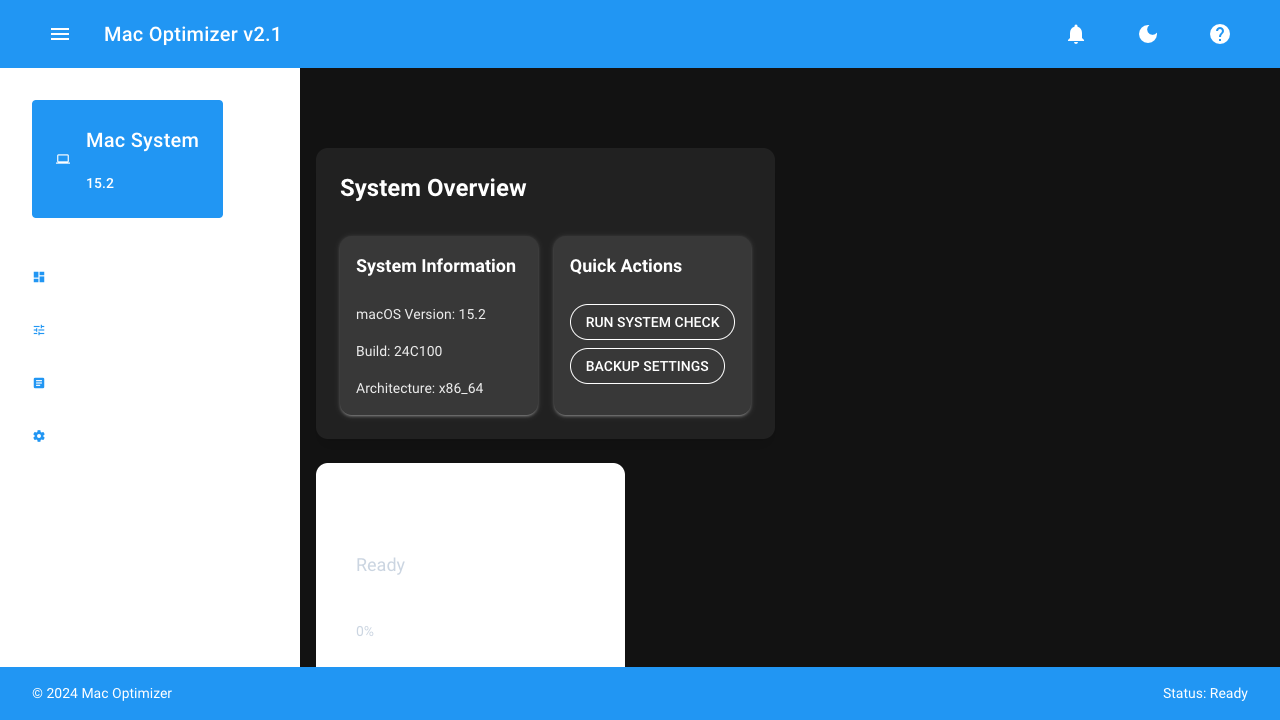 Mac Optimizer v2.1
Mac System
15.2
System Overview
System Information
macOS Version: 15.2
Build: 24C100
Architecture: x86_64
Quick Actions
RUN SYSTEM CHECK
BACKUP SETTINGS
Ready
0%
© 2024 Mac Optimizer
Status: Ready